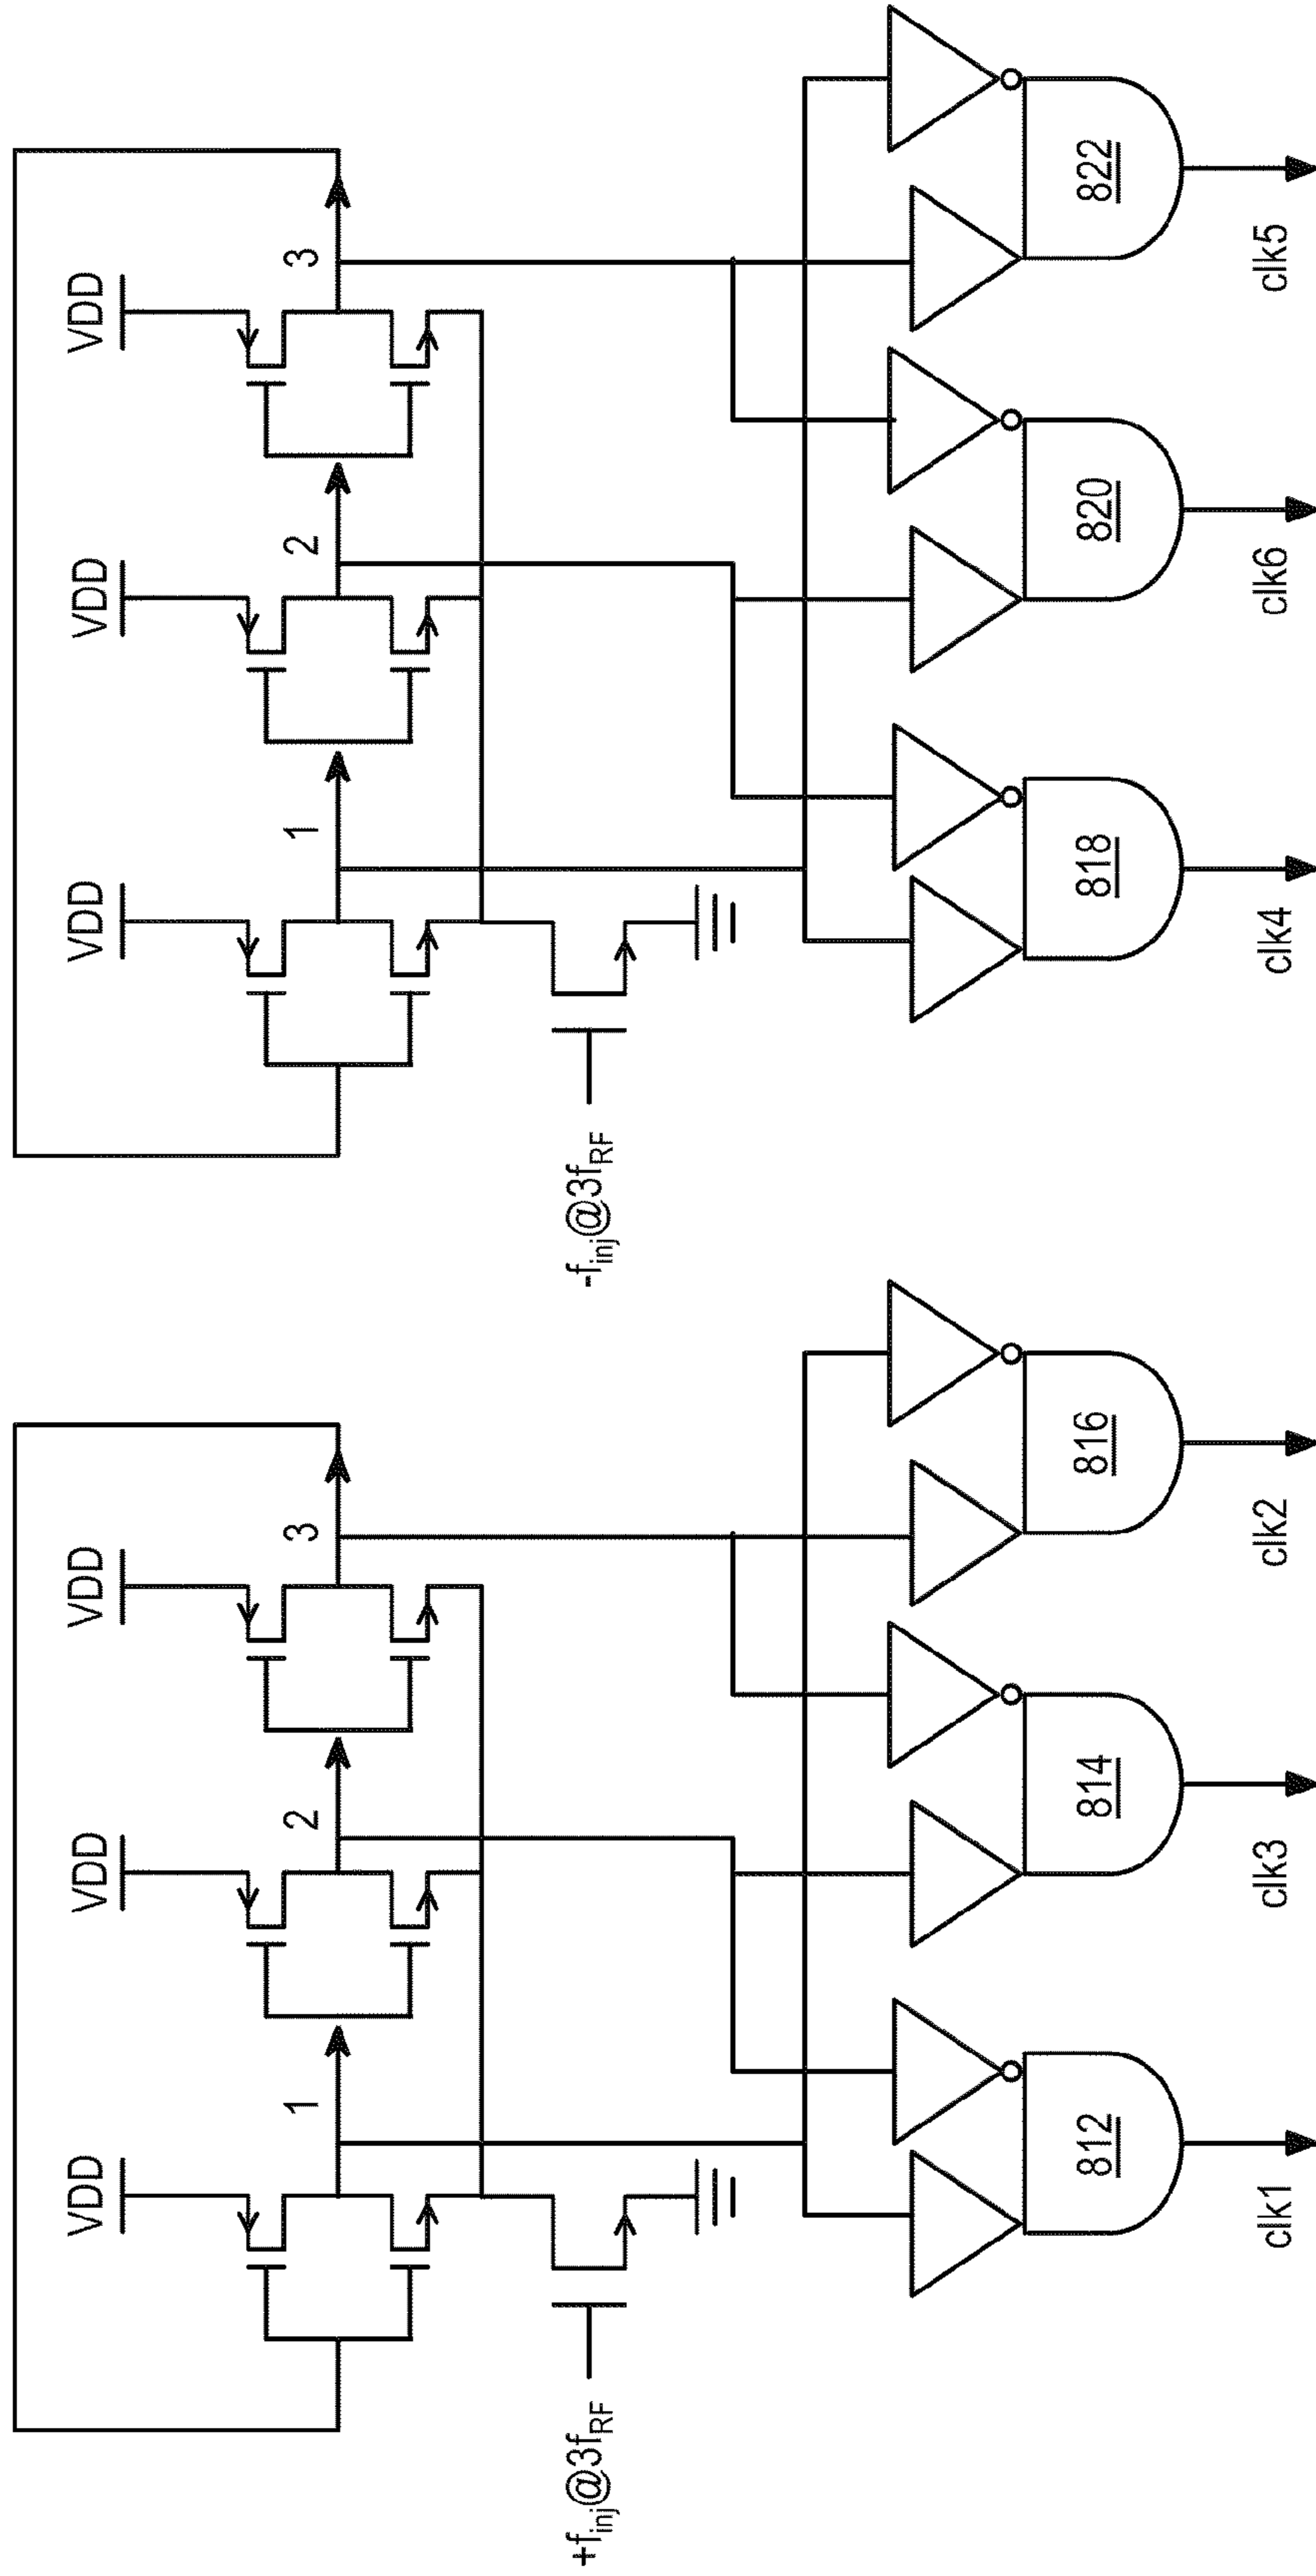 VDD
VDD
VDD
VDD
VDD
VDD
1
2
3
1
2
3
+f_inj@3f_RF
-f_inj@3f_RF
812
814
816
818
820
822
clk1
clk3
clk2
clk4
clk6
clk5